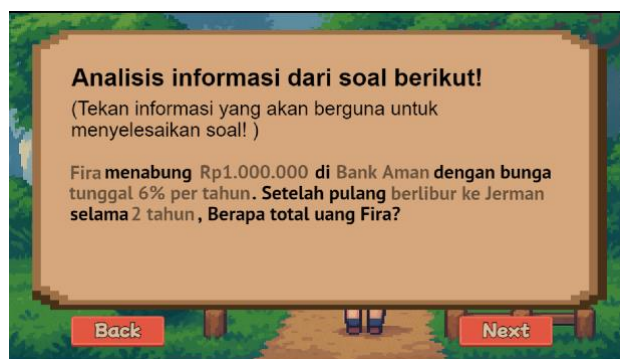 Analisis informasi dari soal berikut!
(Tekan informasi yang akan berguna untuk
menyelesaikan soal! )
Fira menabung Rp1.000.000 di Bank Aman dengan bunga
tunggal 6% per tahun. Setelah pulang berlibur ke Jerman
selama 2 tahun , Berapa total uang Fira?
Back
Next